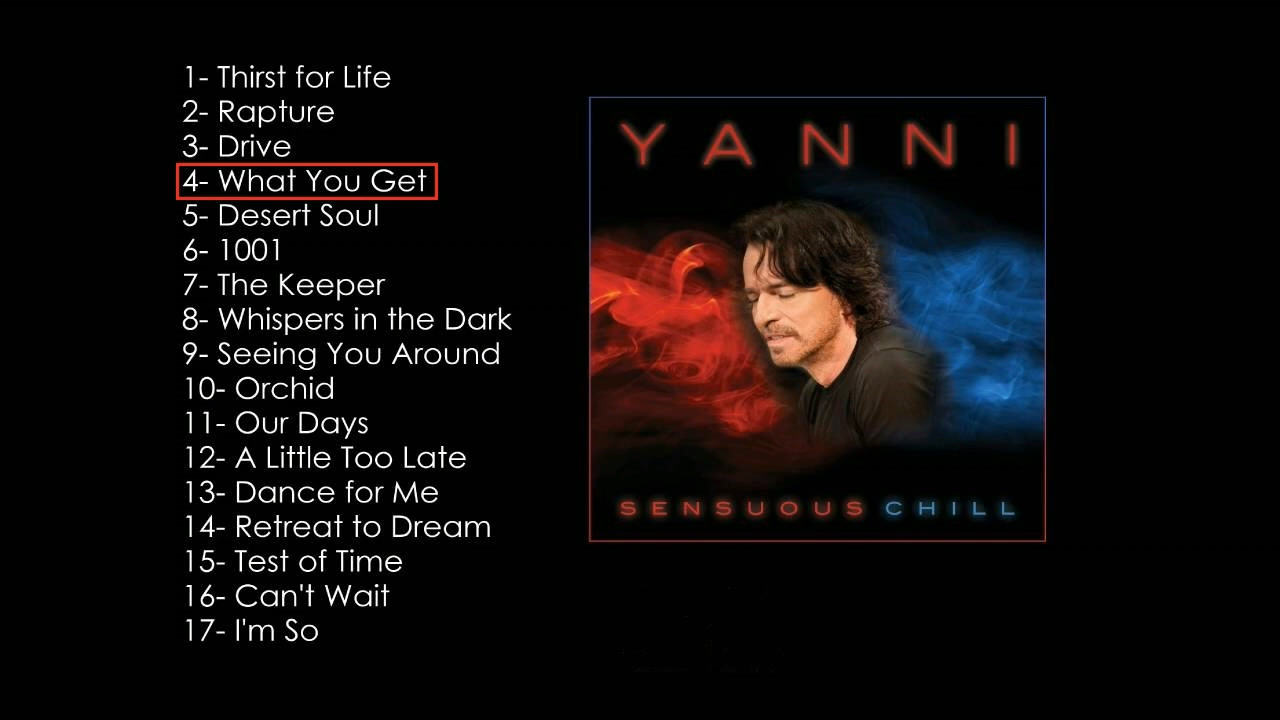 1- Thirst for Life
2- Rapture
3- Drive
4- What You Get
5- Desert Soul
6- 1001
7- The Keeper
8- Whispers in the Dark
9- Seeing You Around
10- Orchid
11- Our Days
12- A Little Too Late
13- Dance for Me
14- Retreat to Dream
15- Test of Time
16- Can't Wait
17- I'm So
YANNI
SENSUOUS CHILL